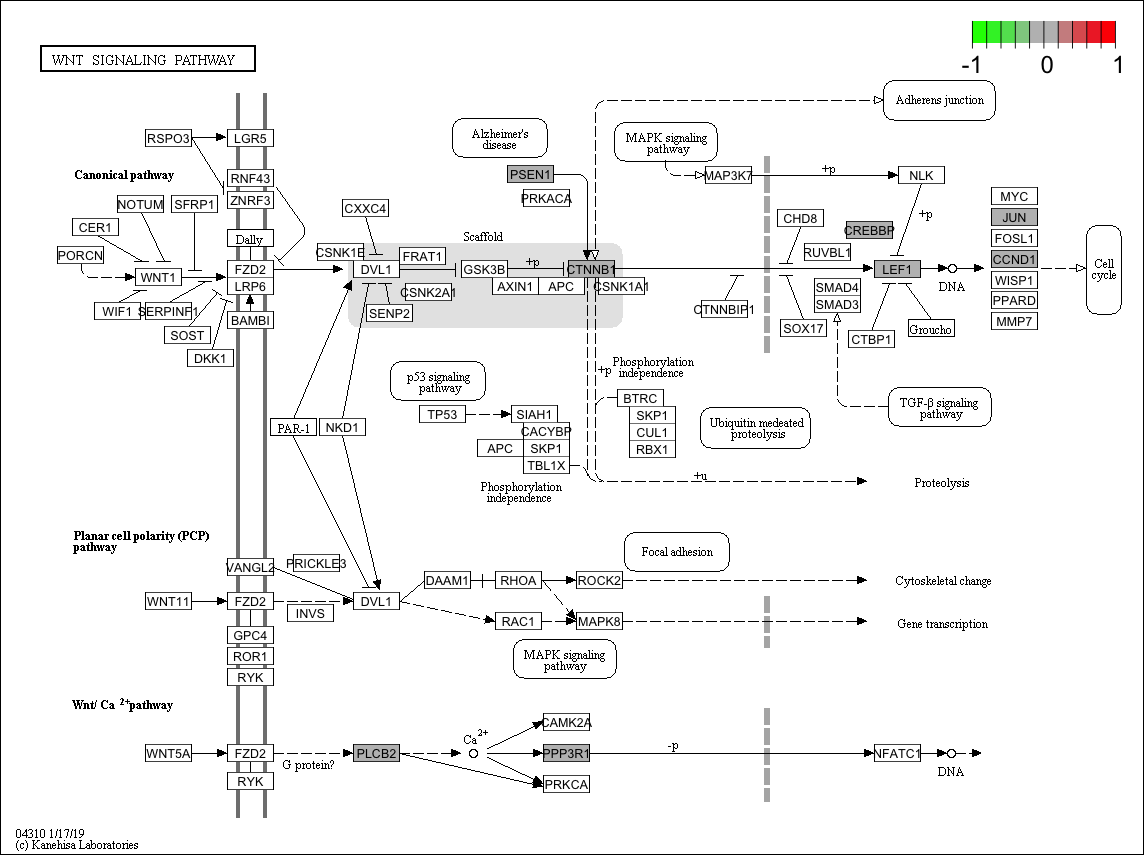 WNT SIGNALING PATHWAY
-1 0 1
Adherens junction
Alzheimer's
disease
MAPK signaling
pathway
RSPO3
LGR5
Canonical pathway
RNF43
ZNRF3
PSEN1
PRKACA
MAP3K7
+p
NLK
NOTUM
SFRP1
CXXC4
CER1
Dally
Scaffold
CHD8
CREBBP
+p
MYC
JUN
FOSL1
CCND1
WISP1
PPARD
MMP7
PORCN
WNT1
FZD2
LRP6
CSNK1E
DVL1
FRAT1
GSK3B
+p
CTNNB1
RUVBL1
LEF1
DNA
Cell
cycle
AXIN1
APC
CSNK1A1
CSNK2A1
SENP2
CTNNBIP1
SMAD4
SMAD3
WIF1
SERPINF1
BAMBI
SOST
DKK1
SOX17
CTBP1
Groucho
p53 signaling
pathway
+p
Phosphorylation
independence
TP53
SIAH1
CACYBP
APC
SKP1
TBL1X
BTRC
SKP1
CUL1
RBX1
Ubiquitin medeated
proteolysis
TGF-β signaling
pathway
PAR-1
NKD1
Phosphorylation
independence
+u
Proteolysis
Planar cell polarity (PCP)
pathway
Focal adhesion
VANGL2
PRICKLE3
DAAM1
RHOA
ROCK2
Cytoskeletal change
WNT11
FZD2
INVS
DVL1
RAC1
MAPK8
Gene transcription
GPC4
ROR1
RYK
MAPK signaling
pathway
Wnt/ Ca 2+pathway
WNT5A
FZD2
RYK
G protein?
PLCB2
Ca2+
CAMK2A
PPP3R1
PRKCA
-p
NFATC1
DNA
04310 1/17/19
(c) Kanehisa Laboratories